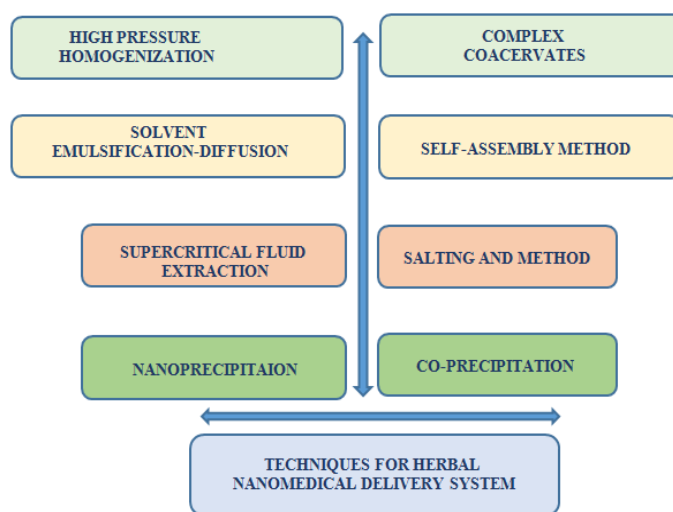 HIGH PRESSURE
HOMOGENIZATION
COMPLEX
COACERVATES
SOLVENT
EMULSIFICATION-DIFFUSION
SELF-ASSEMBLY METHOD
SUPERCRITICAL FLUID
EXTRACTION
SALTING AND METHOD
NANOPRECIPITAION
CO-PRECIPITATION
TECHNIQUES FOR HERBAL
NANOMEDICAL DELIVERY SYSTEM